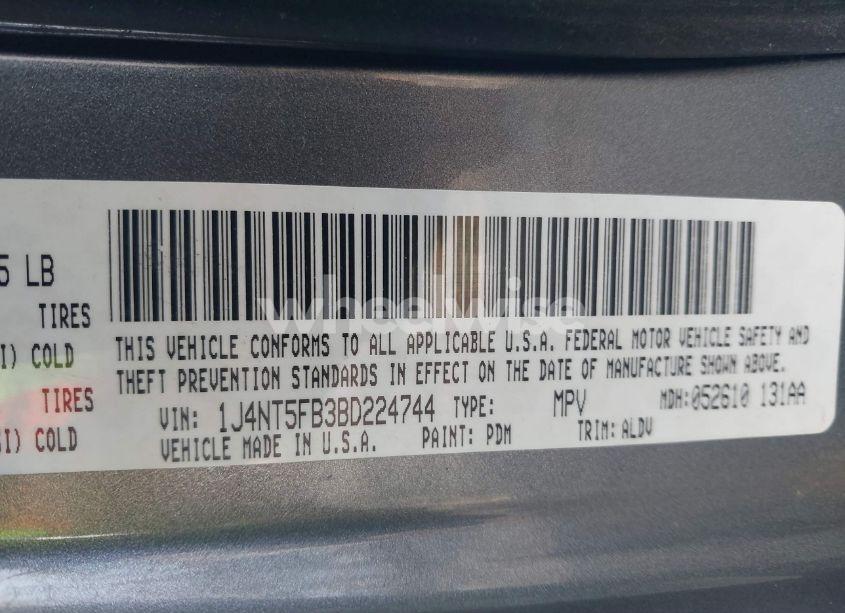 5 LB
TIRES
I) COLD
TIRES
SI) COLD
wheelwise
THIS VEHICLE CONFORMS TO ALL APPLICABLE U.S.A. FEDERAL MOTOR VEHICLE SAFETY AND
THEFT PREVENTION STANDARDS IN EFFECT ON THE DATE OF MANUFACTURE SHOWN ABOVE.
VIN: 1J4NT5FB3BD224744 TYPE: MPV MDH:052610 131AA
VEHICLE MADE IN U.S.A. PAINT: PDM TRIM: ALDV